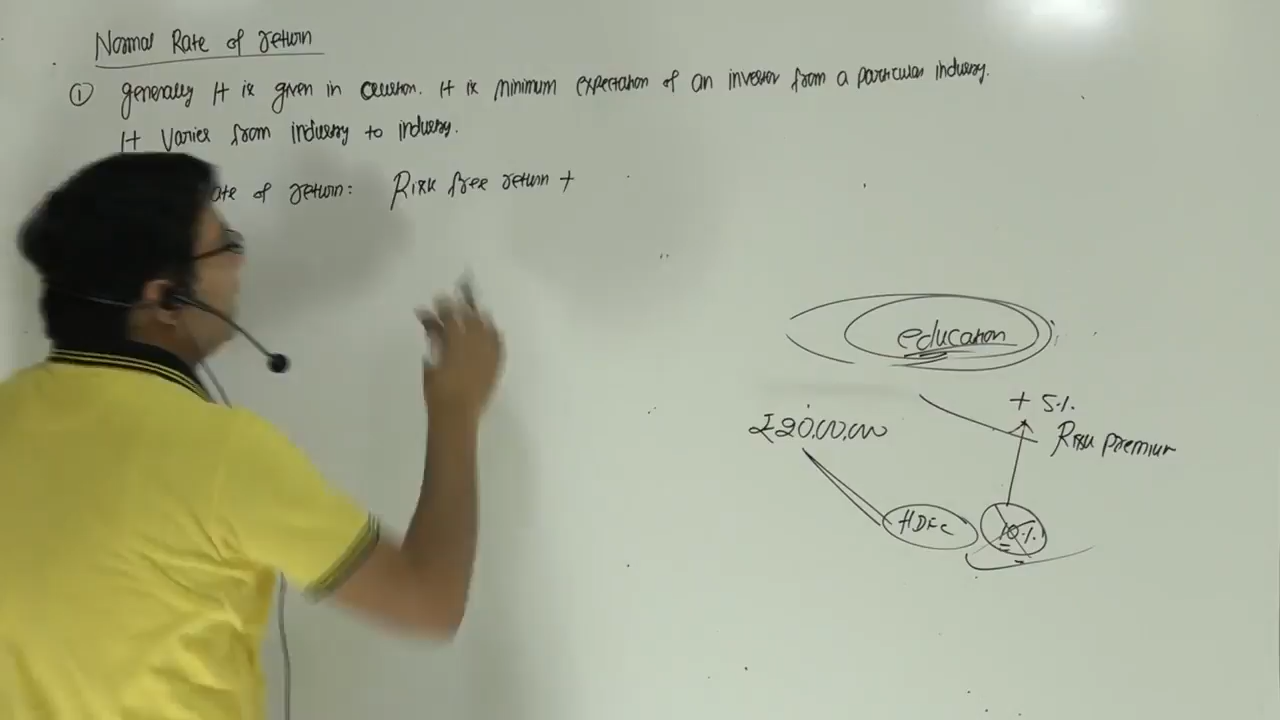 Normal Rate of return
① generally It is given in question. It is minimum expectation of an investor from a particular industry.
It varies from industry to industry.
ate of return: Risk free return +
education
+ 5%
₹20,00,000
Risk premium
HDFC
10%